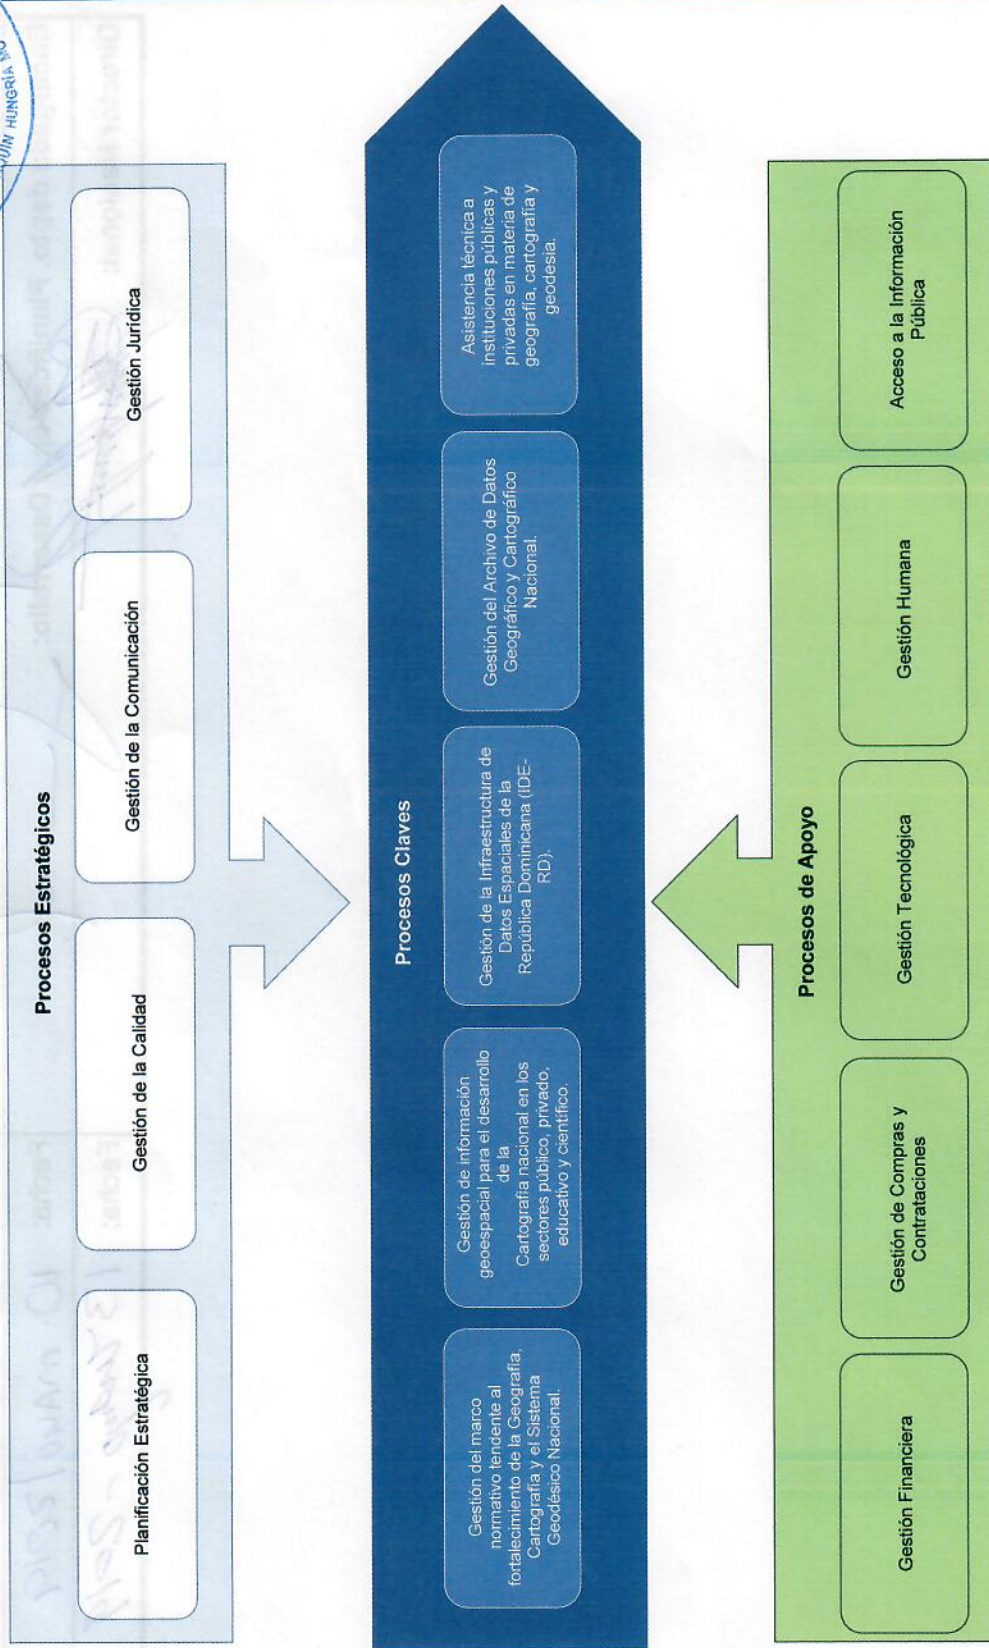 Procesos Estratégicos
Planificación Estratégica
Gestión de la Calidad
Gestión de la Comunicación
Gestión Jurídica
Procesos Claves
Gestión del marco
normativo tendente al
fortalecimiento de la Geografía,
Cartografía y el Sistema
Geodésico Nacional.
Gestión de información
geoespacial para el desarrollo
de la
Cartografía nacional en los
sectores público, privado,
educativo y científico.
Gestión de la Infraestructura de
Datos Espaciales de la
República Dominicana (IDE-
RD).
Gestión del Archivo de Datos
Geográfico y Cartográfico
Nacional.
Asistencia técnica a
instituciones públicas y
privadas en materia de
geografía, cartografía y
geodesia.
Procesos de Apoyo
Gestión Financiera
Gestión de Compras y
Contrataciones
Gestión Tecnológica
Gestión Humana
Acceso a la Información
Pública
HUNGRÍA